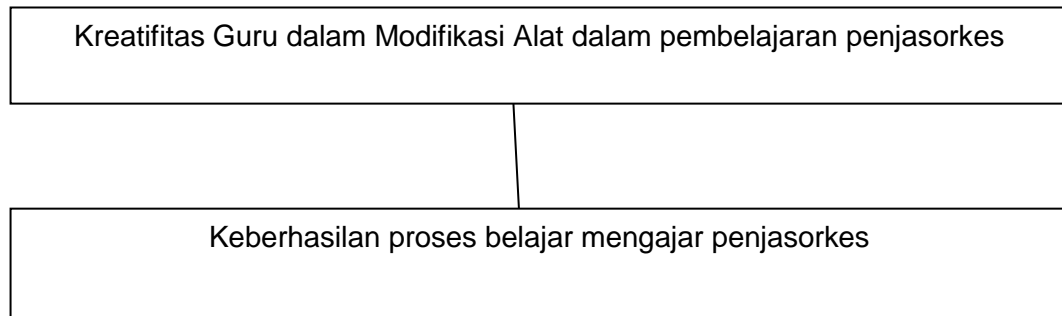 Kreatifitas Guru dalam Modifikasi Alat dalam pembelajaran penjasorkes
Keberhasilan proses belajar mengajar penjasorkes